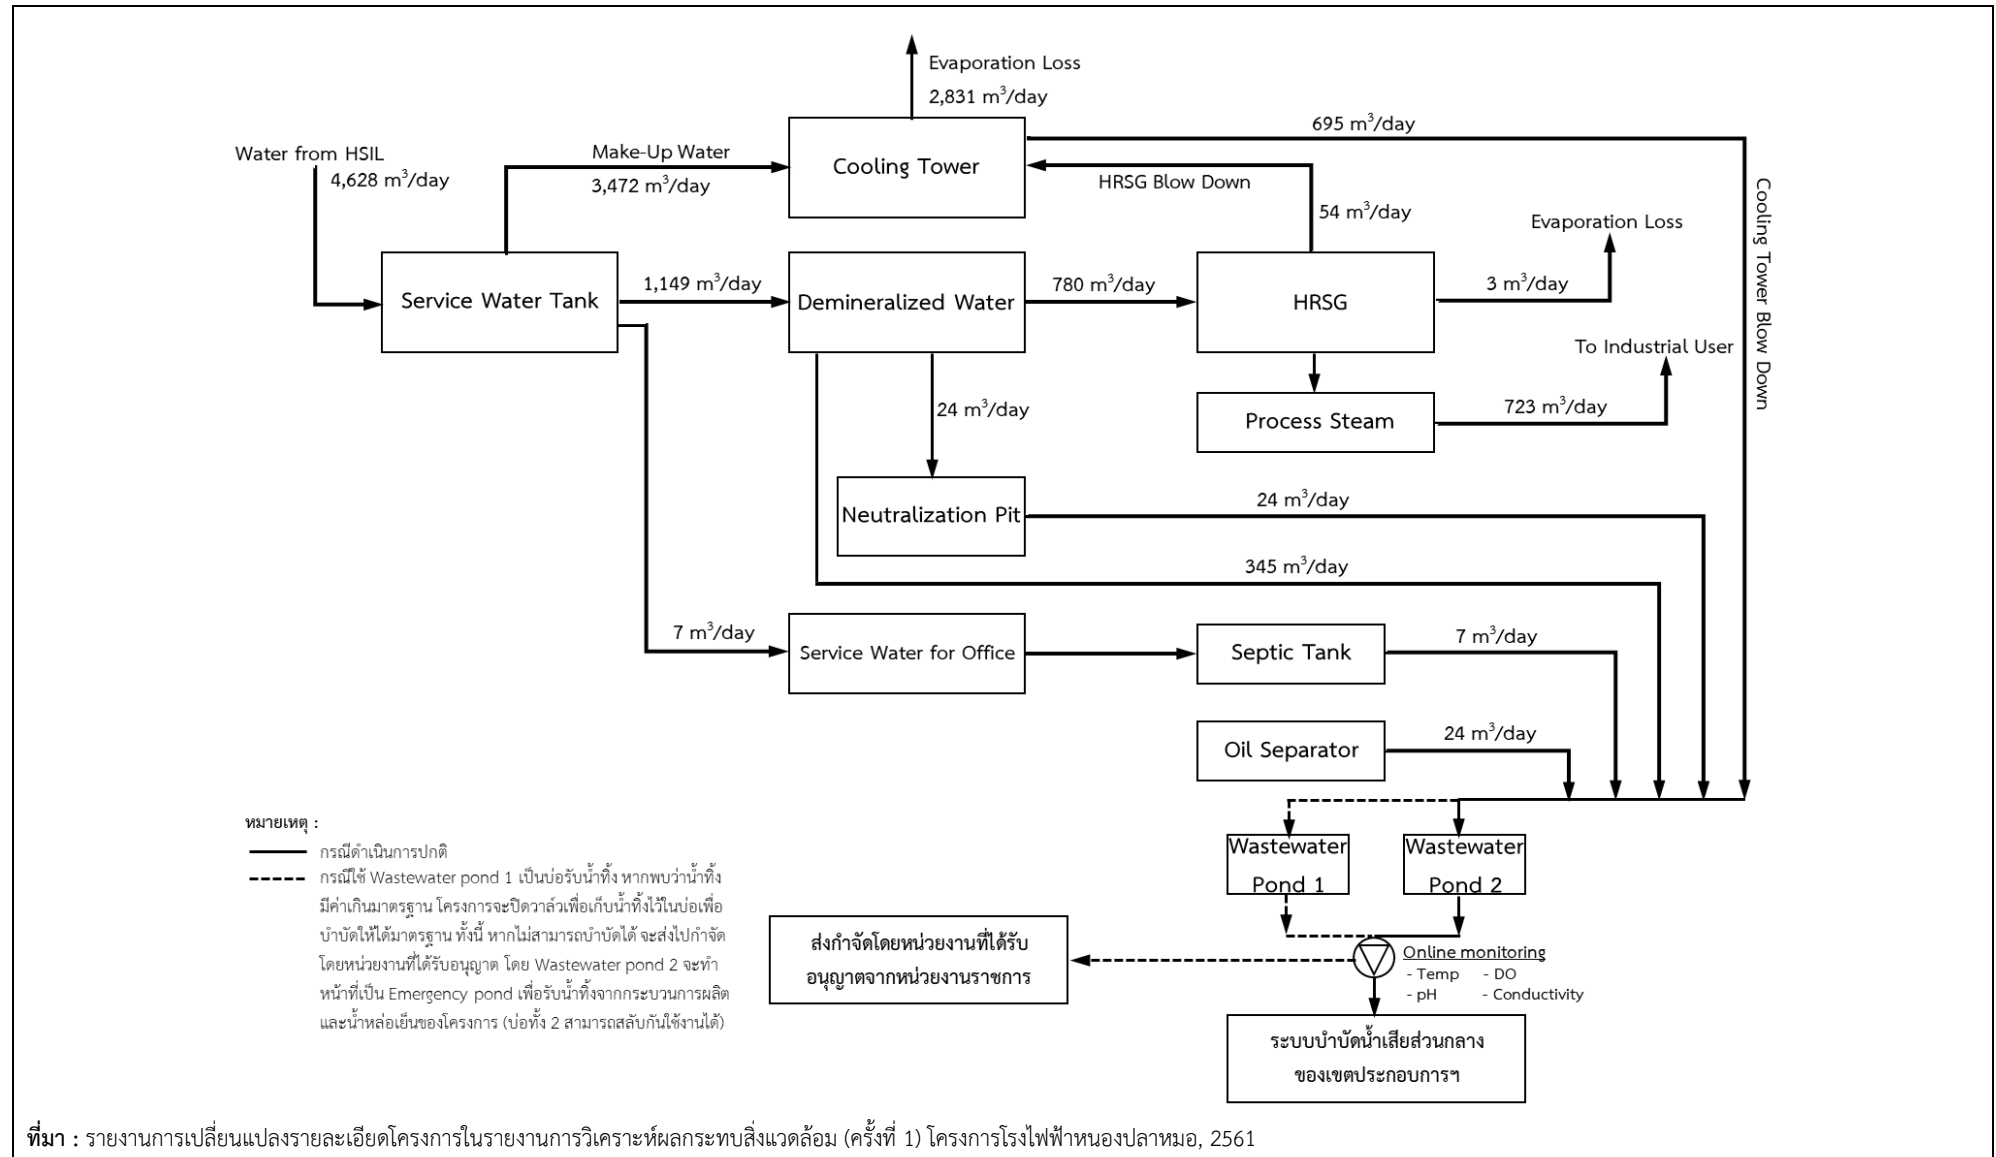 Evaporation Loss
2,831 m³/day
695 m³/day
Water from HSIL
4,628 m³/day
Make-Up Water
3,472 m³/day
Cooling Tower
HRSG Blow Down
54 m³/day
Cooling Tower Blow Down
Evaporation Loss
Service Water Tank
1,149 m³/day
Demineralized Water
780 m³/day
HRSG
3 m³/day
To Industrial User
24 m³/day
Process Steam
723 m³/day
Neutralization Pit
24 m³/day
345 m³/day
7 m³/day
Service Water for Office
Septic Tank
7 m³/day
Oil Separator
24 m³/day
Wastewater
Pond 1
Wastewater
Pond 2
หมายเหตุ :
กรณีดำเนินการปกติ
กรณีใช้ Wastewater pond 1 เป็นบ่อรับน้ำทิ้ง หากพบว่าน้ำทิ้ง
มีค่าเกินมาตรฐาน โครงการจะปิดวาล์วเพื่อเก็บน้ำทิ้งไว้ในบ่อเพื่อ
บำบัดให้ได้มาตรฐาน ทั้งนี้ หากไม่สามารถบำบัดได้ จะส่งไปกำจัด
โดยหน่วยงานที่ได้รับอนุญาต โดย Wastewater pond 2 จะทำ
หน้าที่เป็น Emergency pond เพื่อรับน้ำทิ้งจากกระบวนการผลิต
และน้ำหล่อเย็นของโครงการ (บ่อทั้ง 2 สามารถสลับกันใช้งานได้)
ส่งกำจัดโดยหน่วยงานที่ได้รับ
อนุญาตจากหน่วยงานราชการ
Online monitoring
- Temp - DO
- pH - Conductivity
ระบบบำบัดน้ำเสียส่วนกลาง
ของเขตประกอบการฯ
ที่มา : รายงานการเปลี่ยนแปลงรายละเอียดโครงการในรายงานการวิเคราะห์ผลกระทบสิ่งแวดล้อม (ครั้งที่ 1) โครงการโรงไฟฟ้าหนองปลาหมอ, 2561